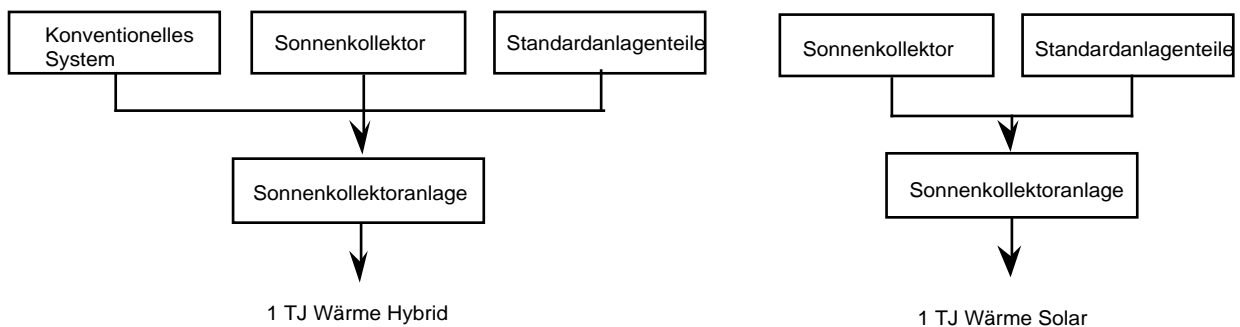 Konventionelles
System
Sonnenkollektor
Standardanlagenteile
Sonnenkollektoranlage
1 TJ Wärme Hybrid
Sonnenkollektor
Standardanlagenteile
Sonnenkollektoranlage
1 TJ Wärme Solar